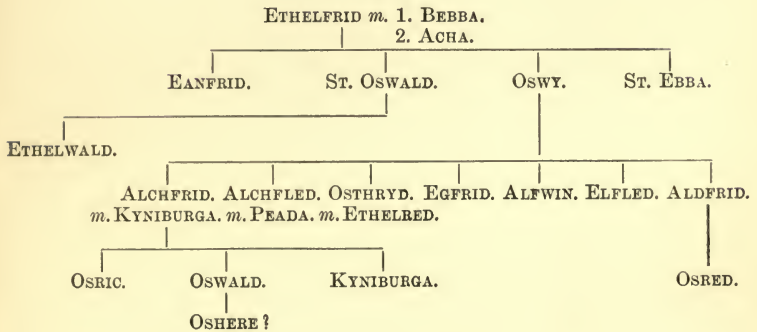 ETHELFRID m. 1. BEBBA.
2. ACHA.
EANFRID. ST. OSWALD. OSWY. ST. EBBA.
ETHELWALD.
ALCHFRID. ALCHFLED. OSTHRYD. EGFRID. ALFWIN. ELFLED. ALDFRID.
m. KYNIBURGA. m. PEADA. m. ETHELRED.
OSRIC. OSWALD. KYNIBURGA. OSRED.
OSHERE ?